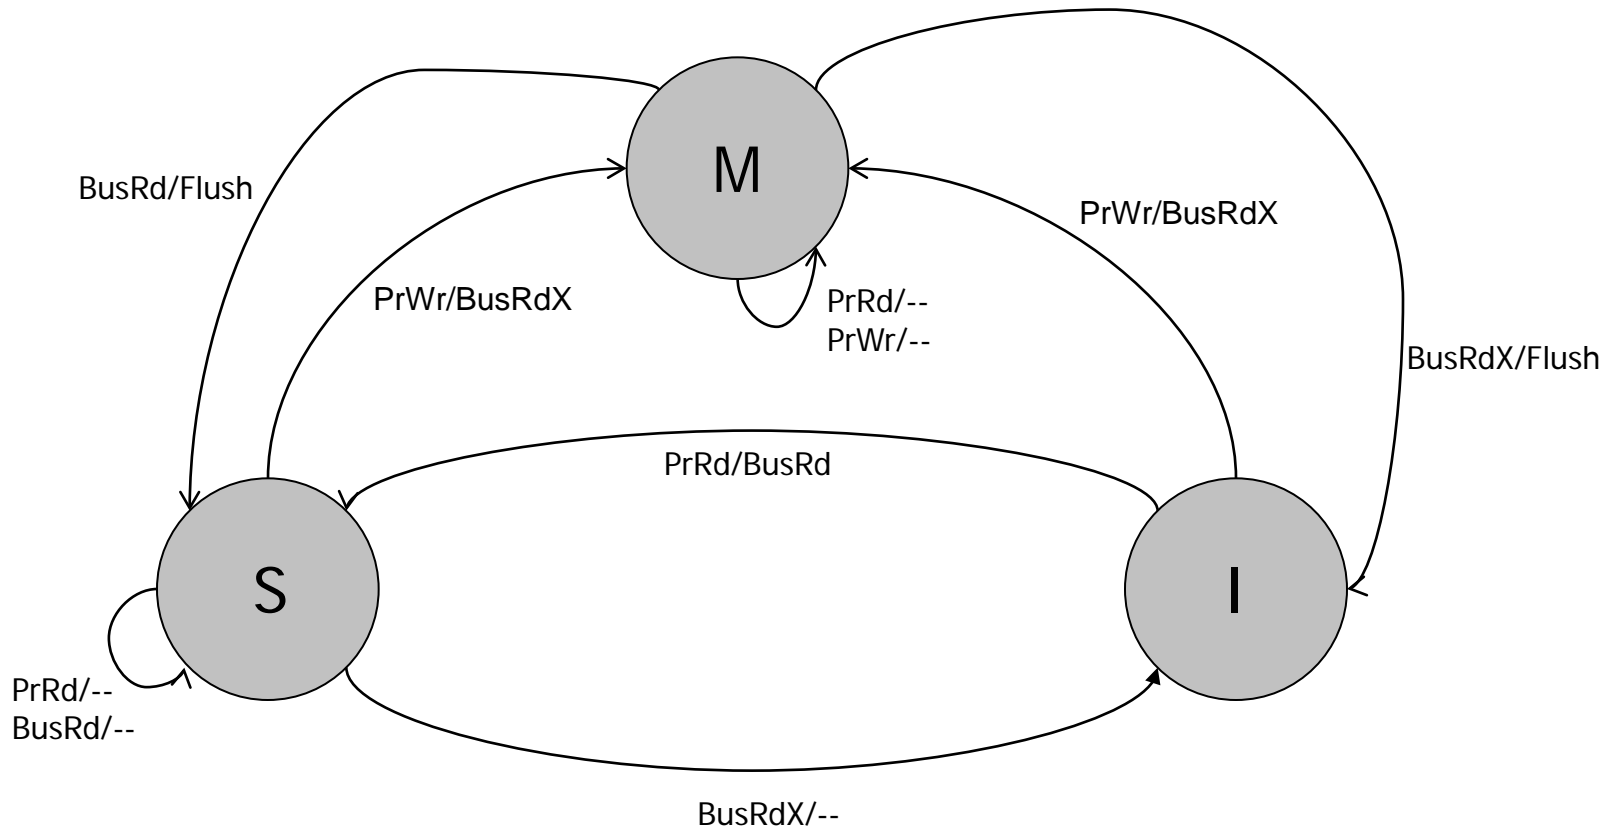 M
BusRd/Flush
PrWr/BusRdX
PrWr/BusRdX
PrRd/--
PrWr/--
BusRdX/Flush
PrRd/BusRd
S
I
PrRd/--
BusRd/--
BusRdX/--